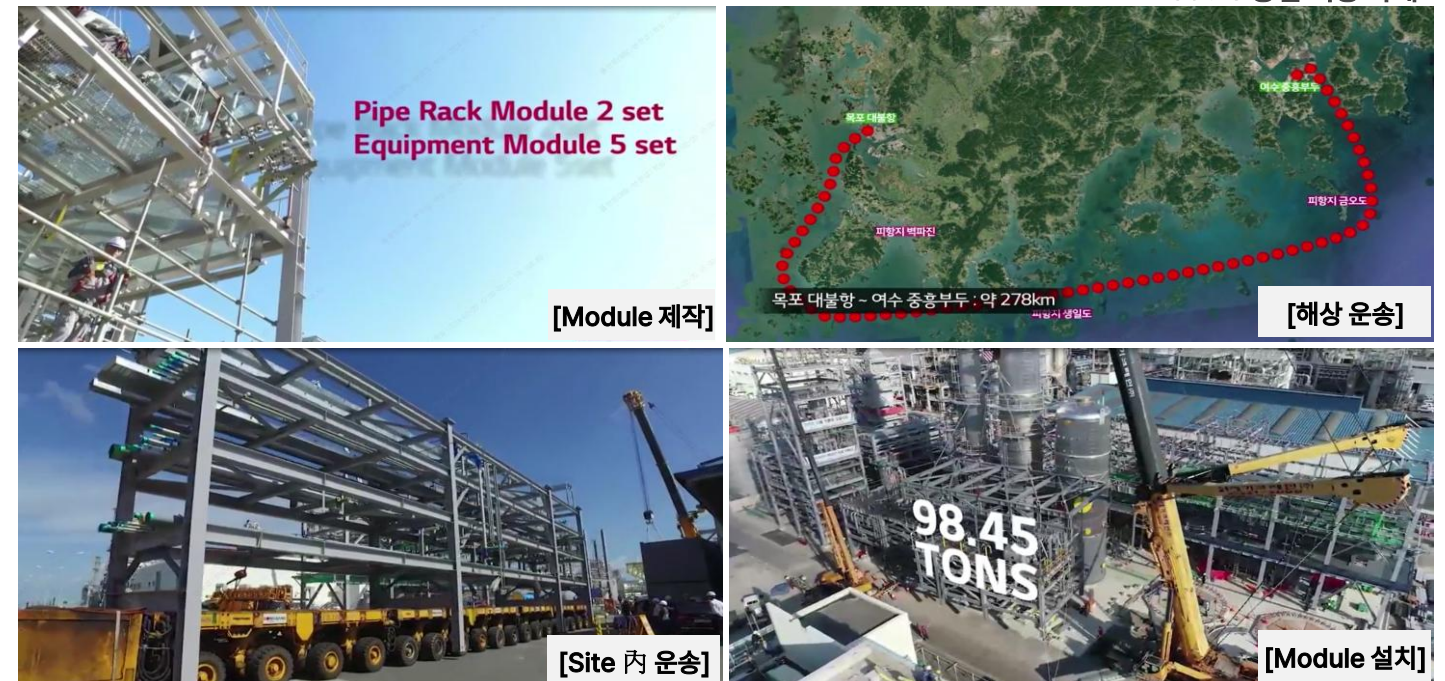 Pipe Rack Module 2 set
Equipment Module 5 set
[Module 제작]
여수 중흥부두
목포 대불항
피항지 금오도
피항지 벽파진
목포 대불항 ~ 여수 중흥부두 : 약 278km
피항지 생일도
[해상 운송]
[Site 內 운송]
98.45
TONS
[Module 설치]